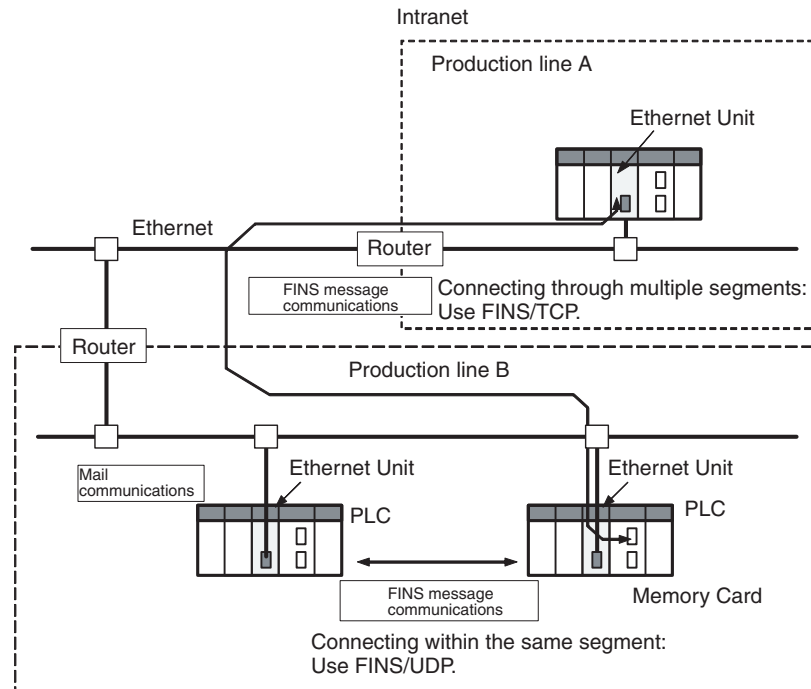 Intranet
Production line A
Ethernet Unit
Ethernet
Router
FINS message
communications
Connecting through multiple segments:
Use FINS/TCP.
Router
Production line B
Mail
communications
Ethernet Unit
PLC
Ethernet Unit
PLC
FINS message
communications
Memory Card
Connecting within the same segment:
Use FINS/UDP.